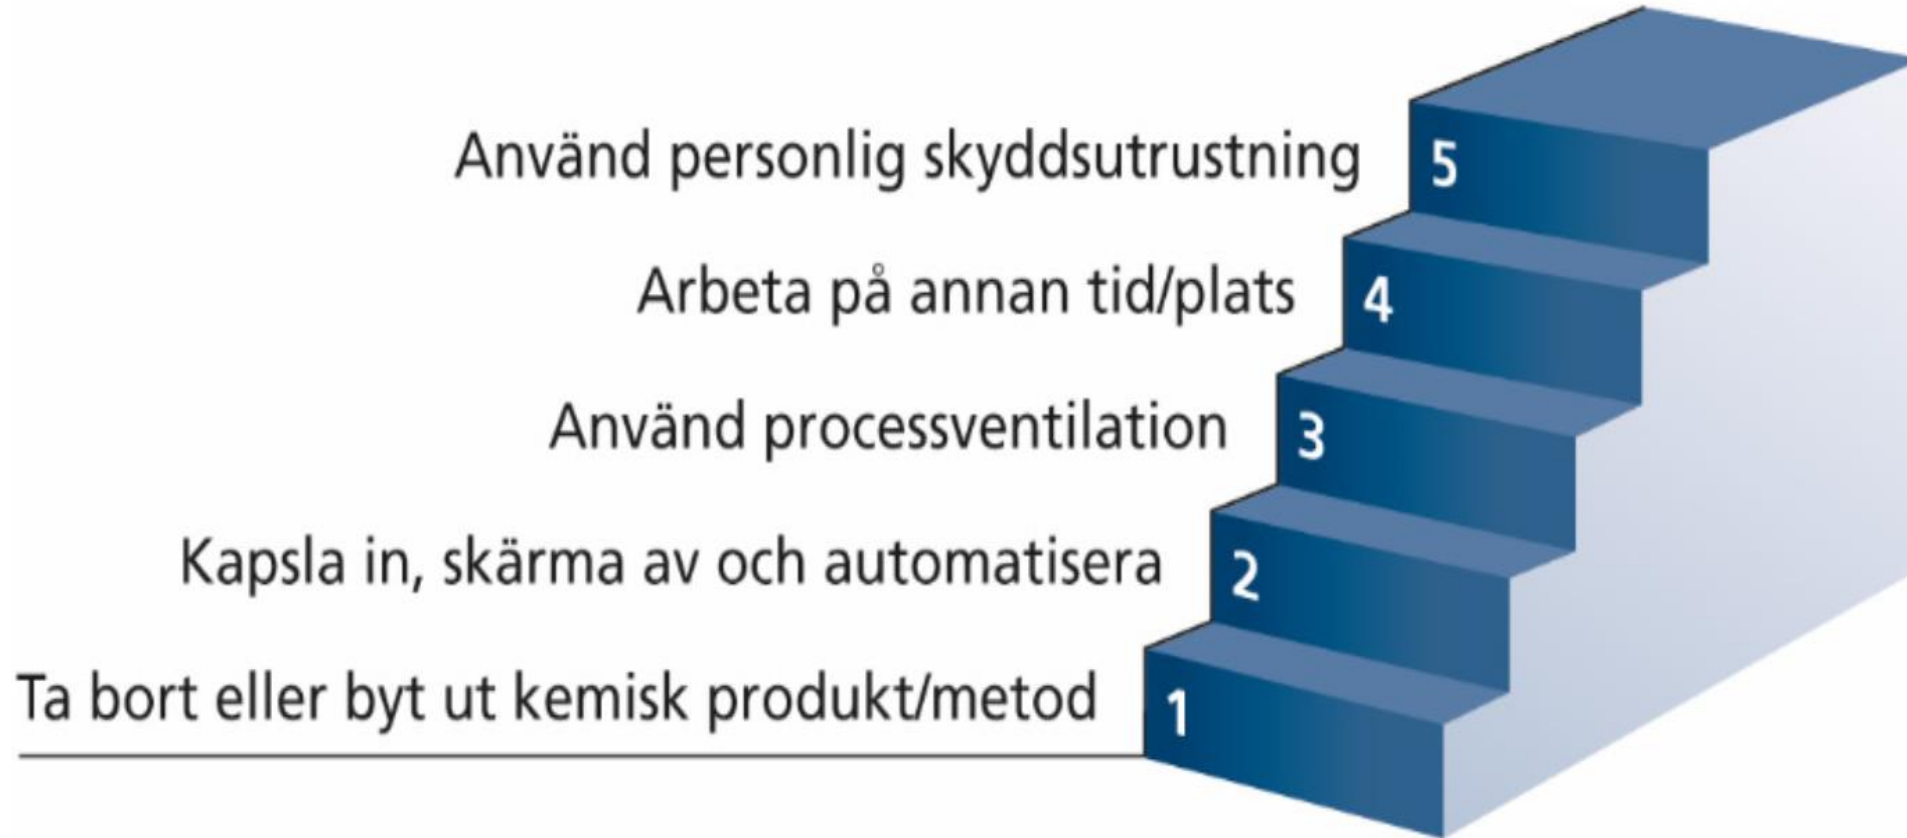 Använd personlig skyddsutrustning 5
Arbeta på annan tid/plats 4
Använd processventilation 3
Kapsla in, skärma av och automatisera 2
Ta bort eller byt ut kemisk produkt/metod 1